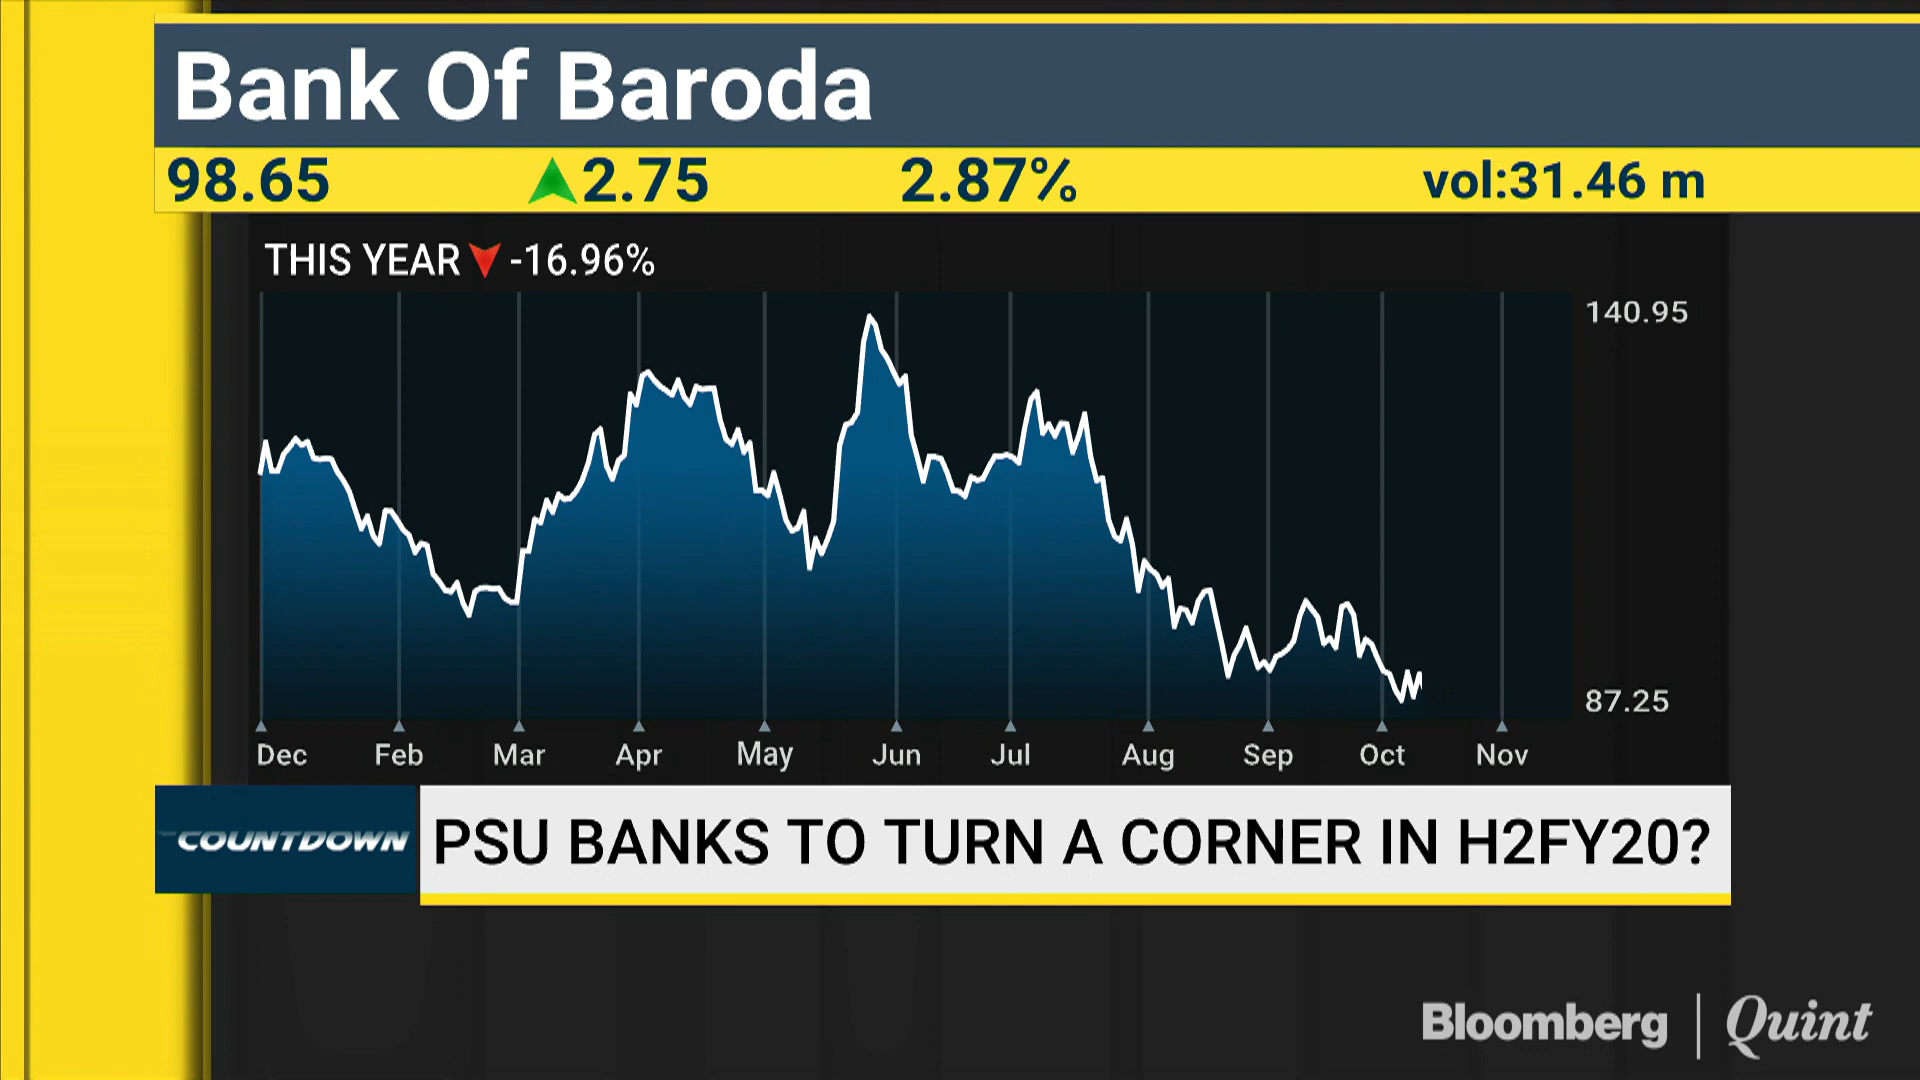 Bank Of Baroda
98.65 2.75 2.87% vol:31.46 m
THIS YEAR -16.96%
140.95
87.25
Dec Feb Mar Apr May Jun Jul Aug Sep Oct Nov
COUNTDOWN PSU BANKS TO TURN A CORNER IN H2FY20?
Bloomberg | Quint